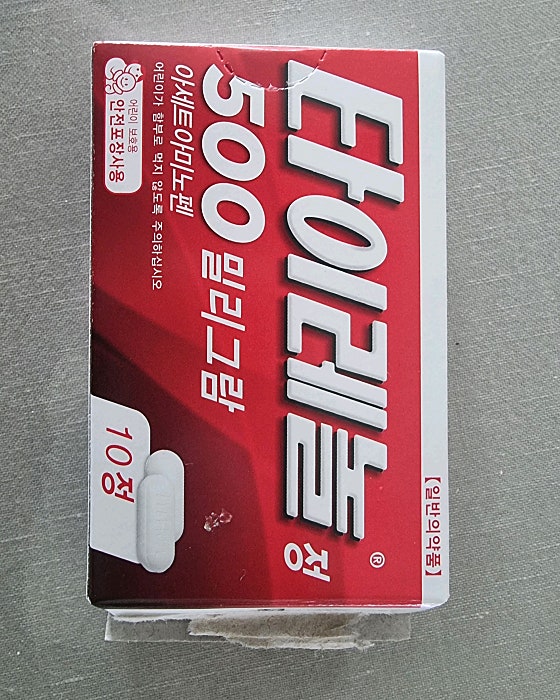 【일반의약품】
타이레놀정®
500 밀리그람
아세트아미노펜
어린이가 함부로 먹지 않도록 주의하십시오
어린이 보호용
안전포장사용
10정